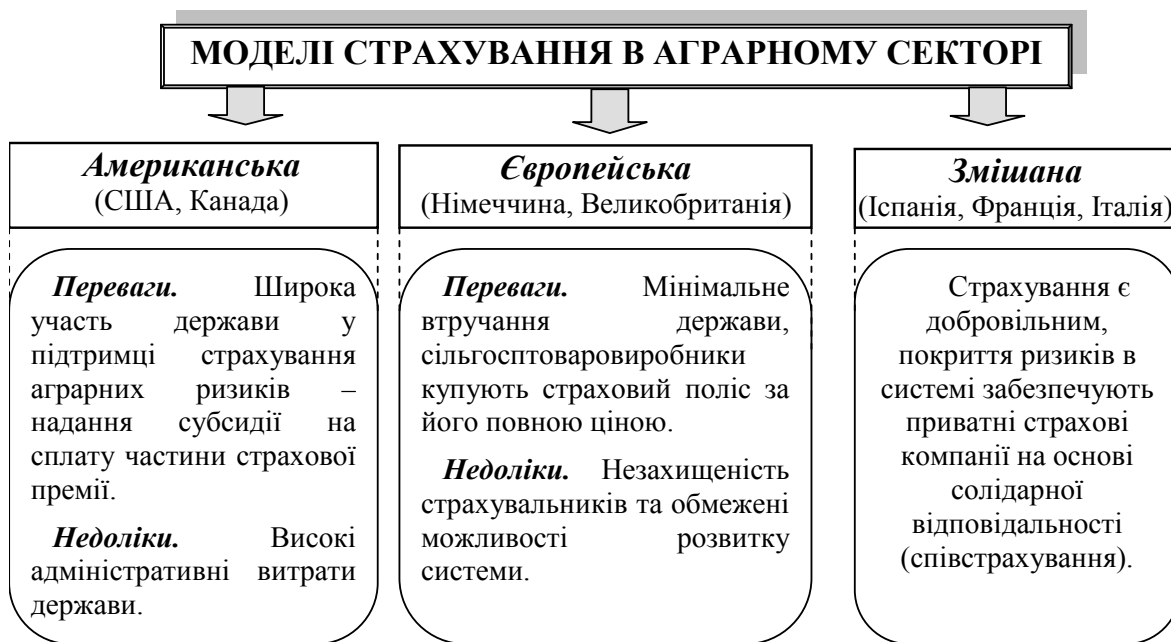 МОДЕЛІ СТРАХУВАННЯ В АГРАРНОМУ СЕКТОРІ
Американська
(США, Канада)
Переваги. Широка
участь держави у
підтримці страхування
аграрних ризиків –
надання субсидії на
сплату частини страхової
премії.
Недоліки. Високі
адміністративні витрати
держави.
Європейська
(Німеччина, Великобританія)
Переваги. Мінімальне
втручання держави,
сільгосптоваровиробники
купують страховий поліс за
його повною ціною.
Недоліки. Незахищеність
страхувальників та обмежені
можливості розвитку
системи.
Змішана
(Іспанія, Франція, Італія)
Страхування є
добровільним,
покриття ризиків в
системі забезпечують
приватні страхові
компанії на основі
солідарної
відповідальності
(співстрахування).